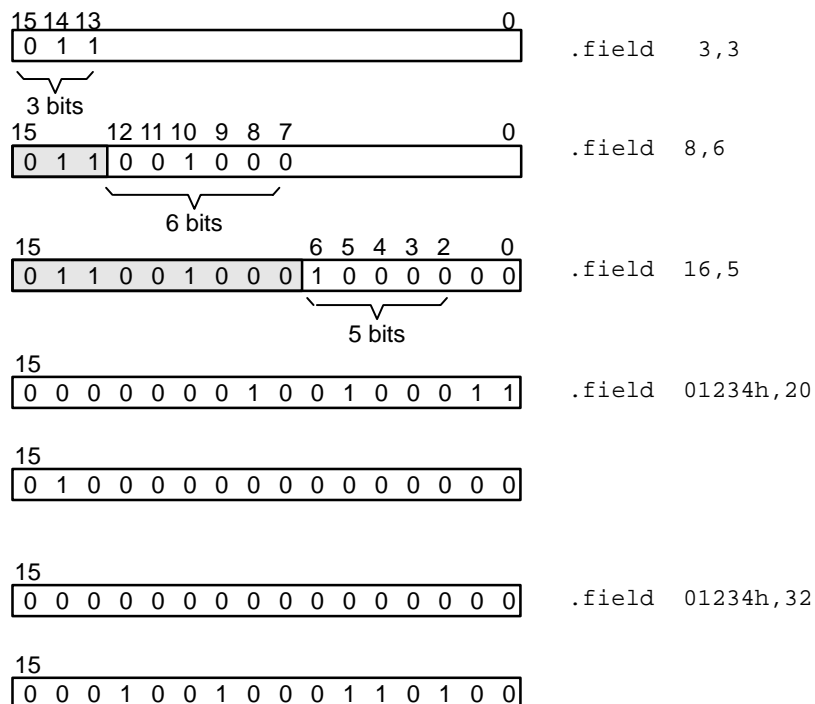 15 14 13 0
0 1 1 .field 3,3
3 bits
15 12 11 10 9 8 7 0
0 1 1 0 0 1 0 0 0 .field 8,6
6 bits
15 6 5 4 3 2 0
0 1 1 0 0 1 0 0 0 1 0 0 0 0 0 0 .field 16,5
5 bits
15
0 0 0 0 0 0 0 1 0 0 1 0 0 0 1 1 .field 01234h,20
15
0 1 0 0 0 0 0 0 0 0 0 0 0 0 0 0
15
0 0 0 0 0 0 0 0 0 0 0 0 0 0 0 0 .field 01234h,32
15
0 0 0 1 0 0 1 0 0 0 1 1 0 1 0 0